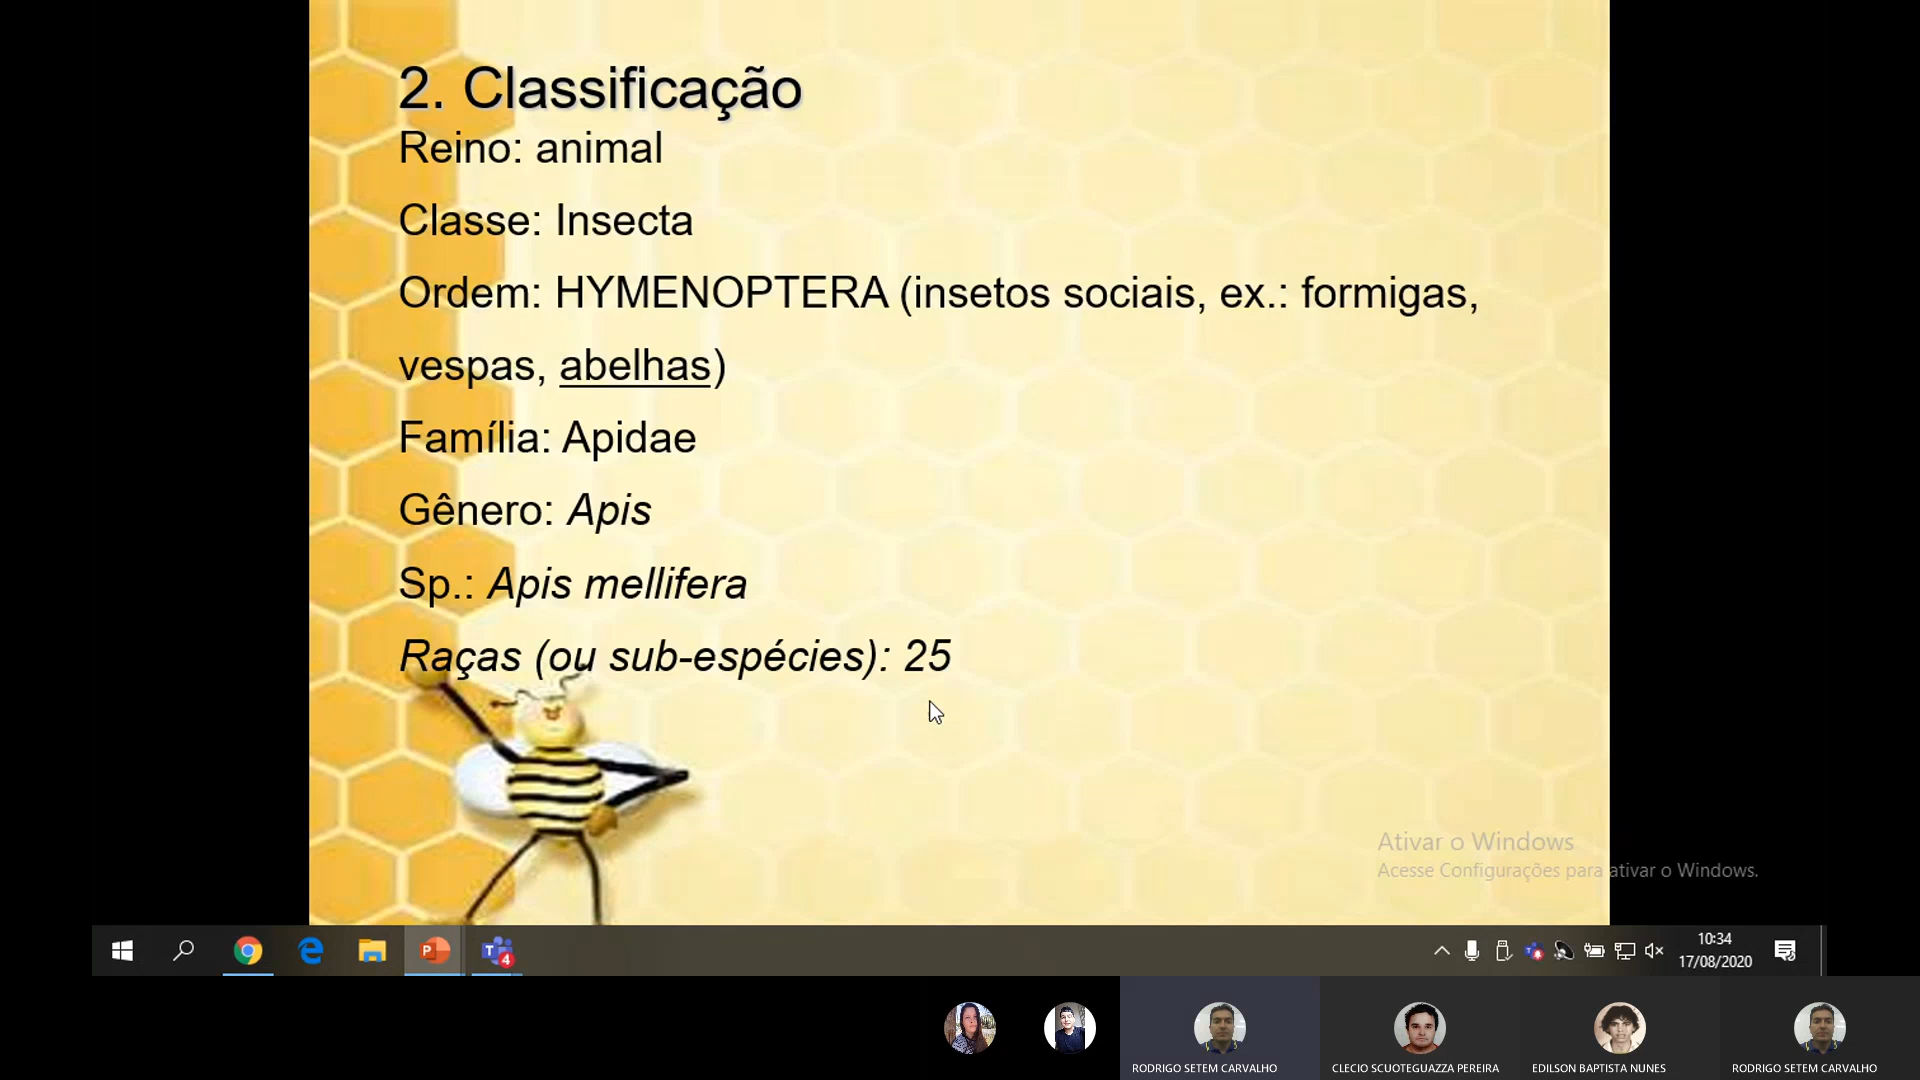 2. Classificação
Reino: animal
Classe: Insecta
Ordem: HYMENOPTERA (insetos sociais, ex.: formigas,
vespas, abelhas)
Família: Apidae
Gênero: Apis
Sp.: Apis mellifera
Raças (ou sub-espécies): 25
Ativar o Windows
Acesse Configurações para ativar o Windows.
4
10:34
17/08/2020
RODRIGO SETEM CARVALHO
CLECIO SCUOTEGUAZZA PEREIRA
EDILSON BAPTISTA NUNES
RODRIGO SETEM CARVALHO